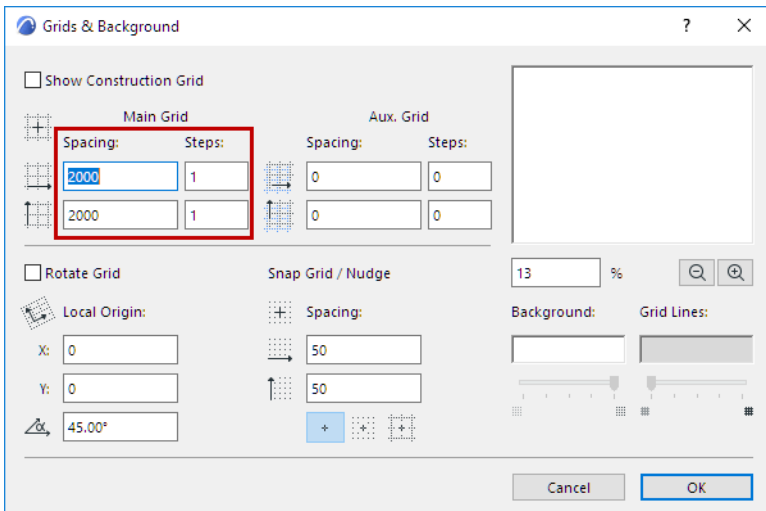 Grids & Background
Show Construction Grid
Main Grid
Aux. Grid
Spacing:
Steps:
Spacing:
Steps:
2000
1
0
0
2000
1
0
0
Rotate Grid
Snap Grid / Nudge
13
%
Local Origin:
Spacing:
Background:
Grid Lines:
X:
0
50
Y:
0
50
α
45.00°
Cancel
OK